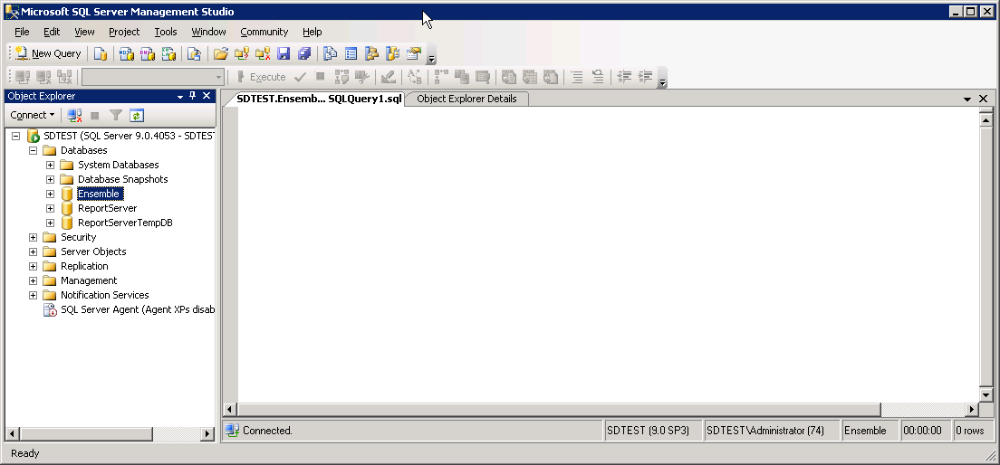 Microsoft SQL Server Management Studio
File Edit View Project Tools Window Community Help
New Query
Execute
Object Explorer
SDTEST.Ensemb... SQLQuery1.sql Object Explorer Details
Connect
SDTEST (SQL Server 9.0.4053 - SDTEST
Databases
System Databases
Database Snapshots
Ensemble
ReportServer
ReportServerTempDB
Security
Server Objects
Replication
Management
Notification Services
SQL Server Agent (Agent XPs disab
Connected. SDTEST (9.0 SP3) SDTEST\Administrator (74) Ensemble 00:00:00 0 rows
Ready